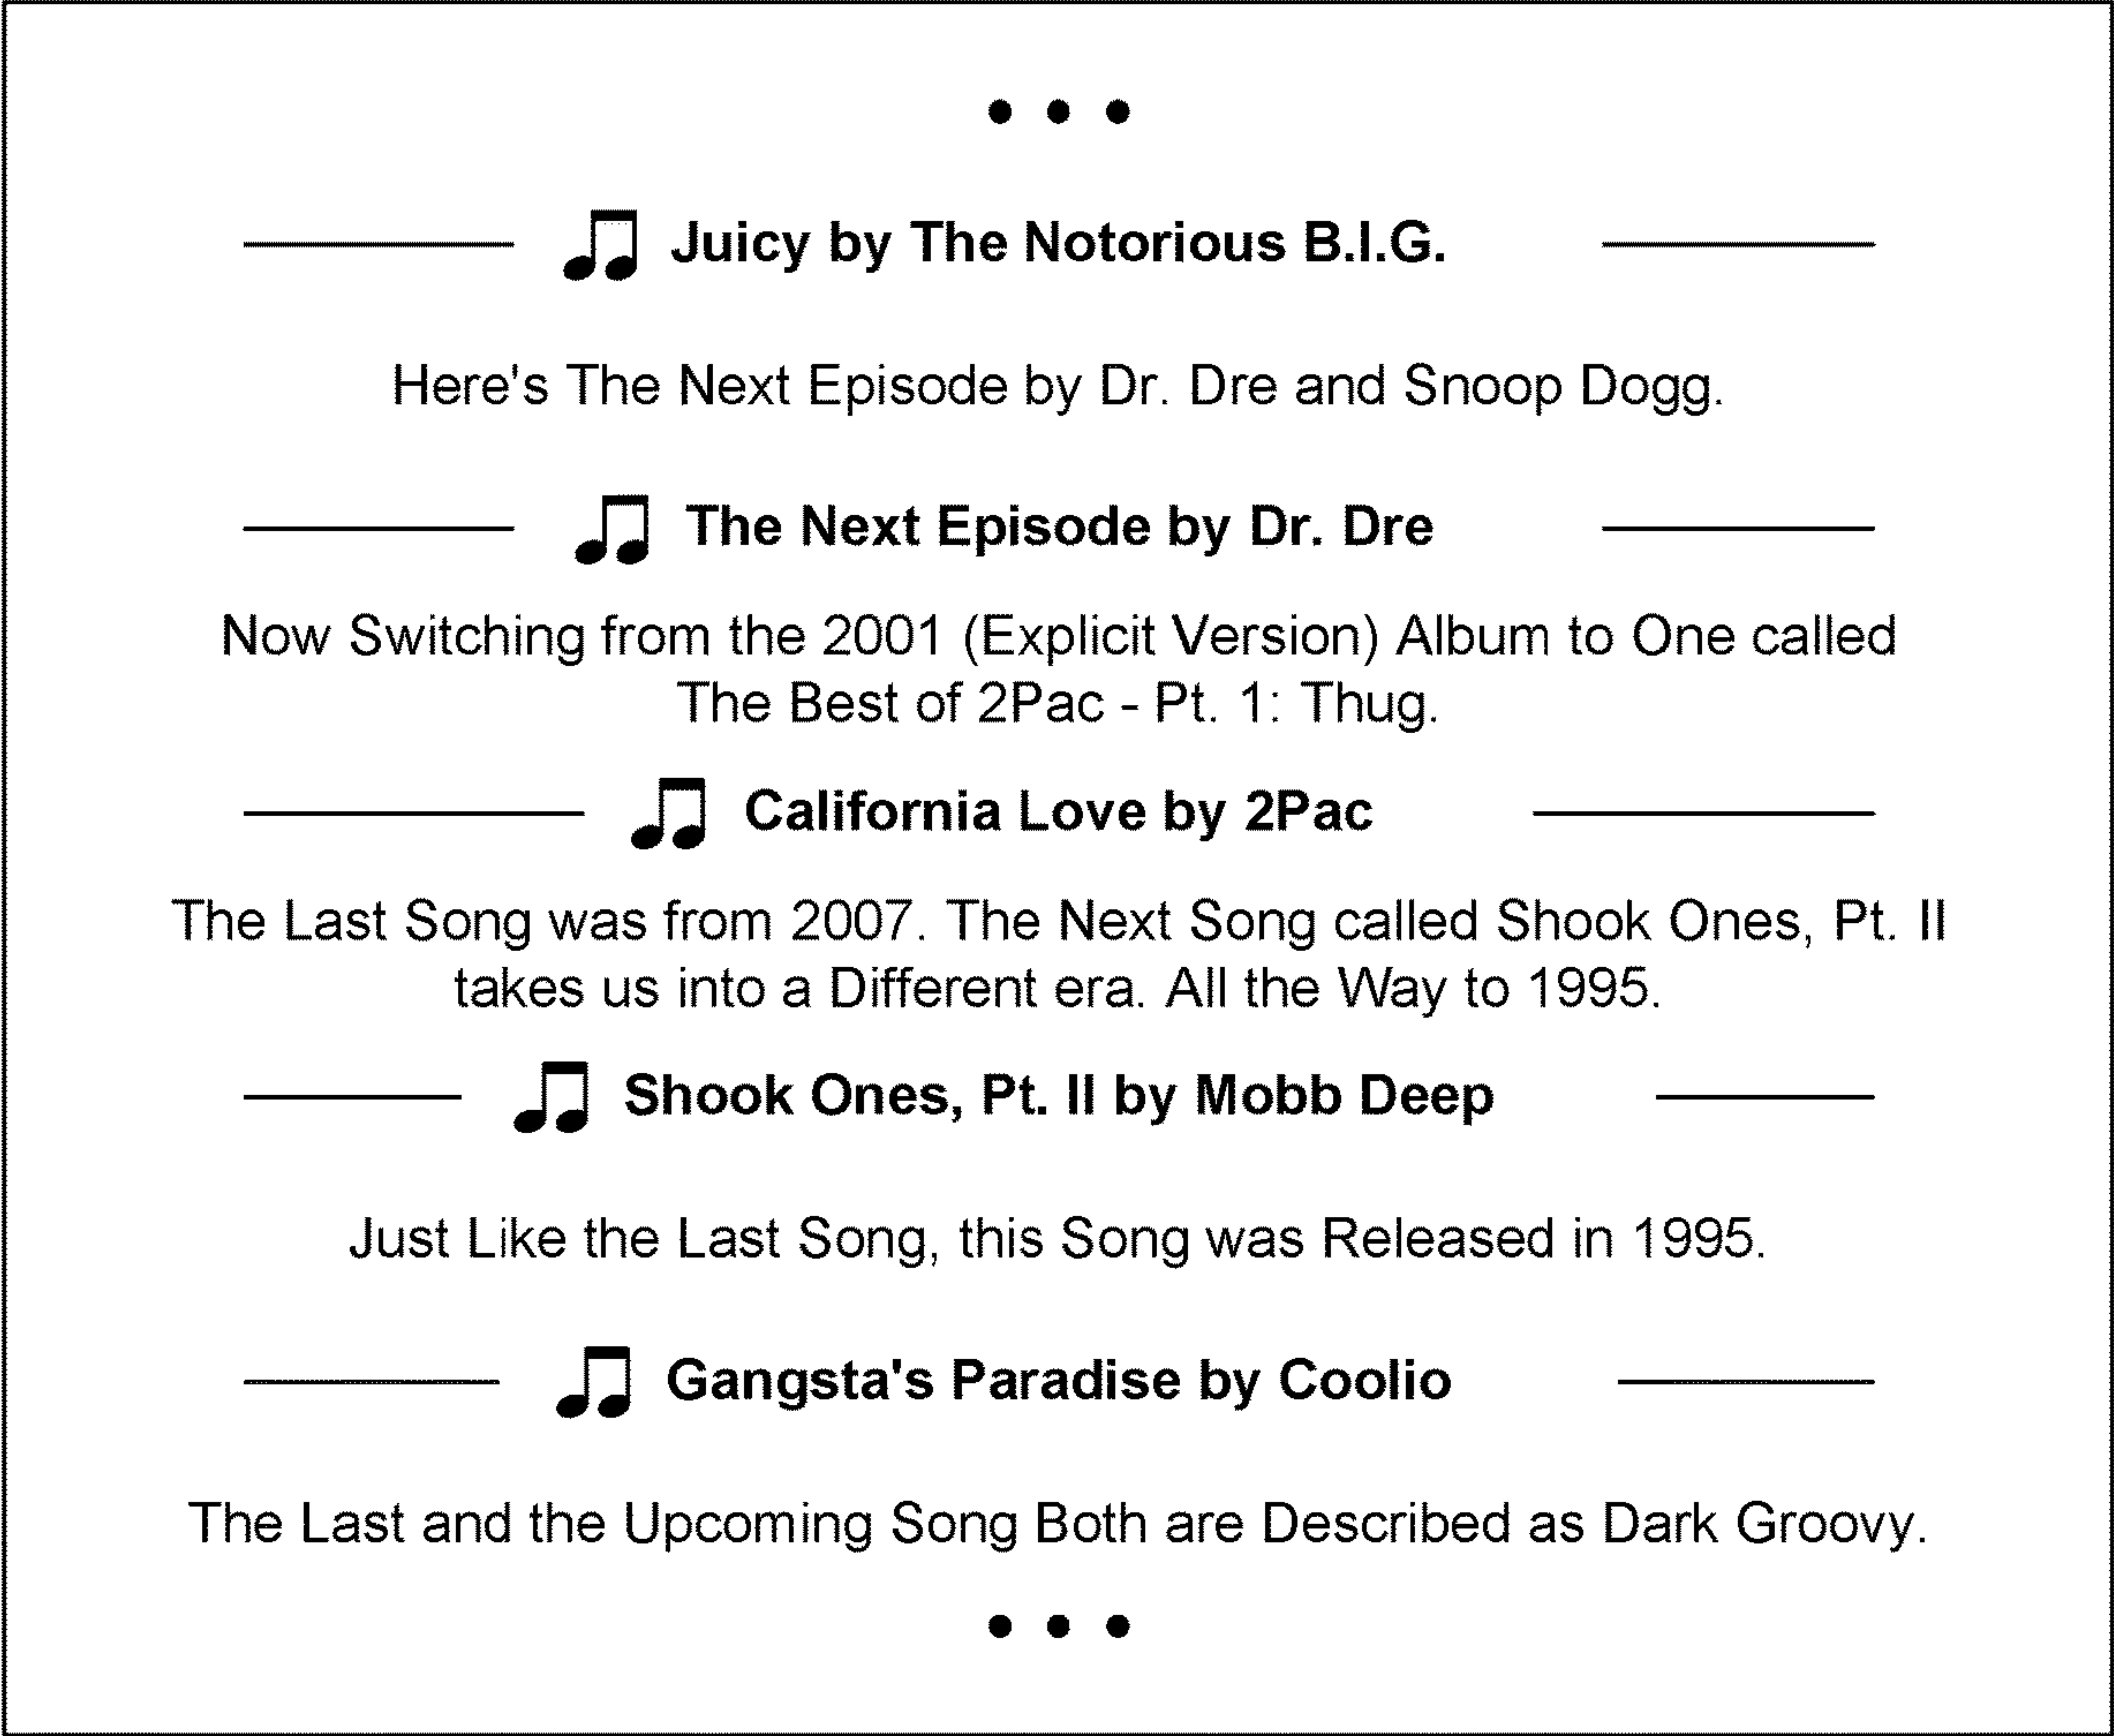 • • •
♫ Juicy by The Notorious B.I.G.
Here's The Next Episode by Dr. Dre and Snoop Dogg.
♫ The Next Episode by Dr. Dre
Now Switching from the 2001 (Explicit Version) Album to One called
The Best of 2Pac - Pt. 1: Thug.
♫ California Love by 2Pac
The Last Song was from 2007. The Next Song called Shook Ones, Pt. II
takes us into a Different era. All the Way to 1995.
♫ Shook Ones, Pt. II by Mobb Deep
Just Like the Last Song, this Song was Released in 1995.
♫ Gangsta's Paradise by Coolio
The Last and the Upcoming Song Both are Described as Dark Groovy.
• • •